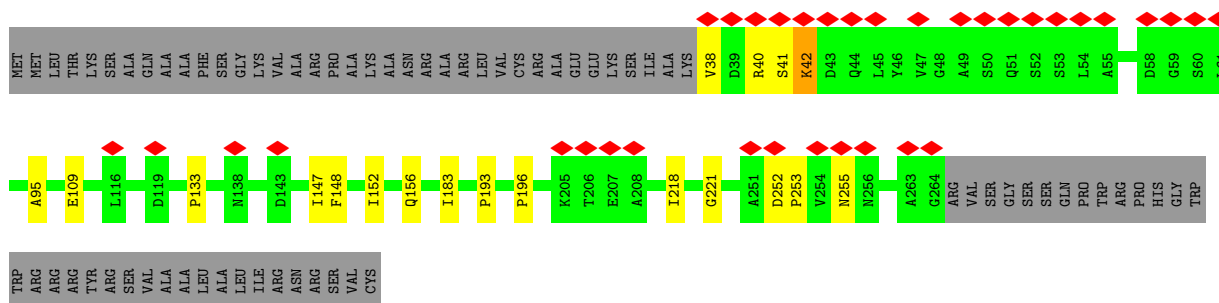 MET MET LEU THR LYS SER ALA GLN ALA ALA PHE SER GLY LYS VAL ALA ARG PRO ALA LYS ALA ASN ARG ALA ARG LEU VAL CYS ARG ALA GLU GLU LYS SER ILE ALA LYS V38 D39 R40 S41 K42 D43 Q44 L45 Y46 V47 G48 A49 S50 Q51 S52 S53 L54 A55 D58 G59 S60
A95 E109 L116 D119 P133 N138 D143 I147 F148 I152 Q156 I183 P193 P196 K205 T206 E207 A208 I218 G221 A251 D252 P253 V254 N255 N256 A263 G264 ARG VAL SER GLY SER SER GLN PRO TRP ARG PRO HIS GLY TRP
TRP ARG ARG ARG TYR ARG SER VAL ALA ALA LEU ALA LEU ILE ARG ASN ARG SER VAL CYS